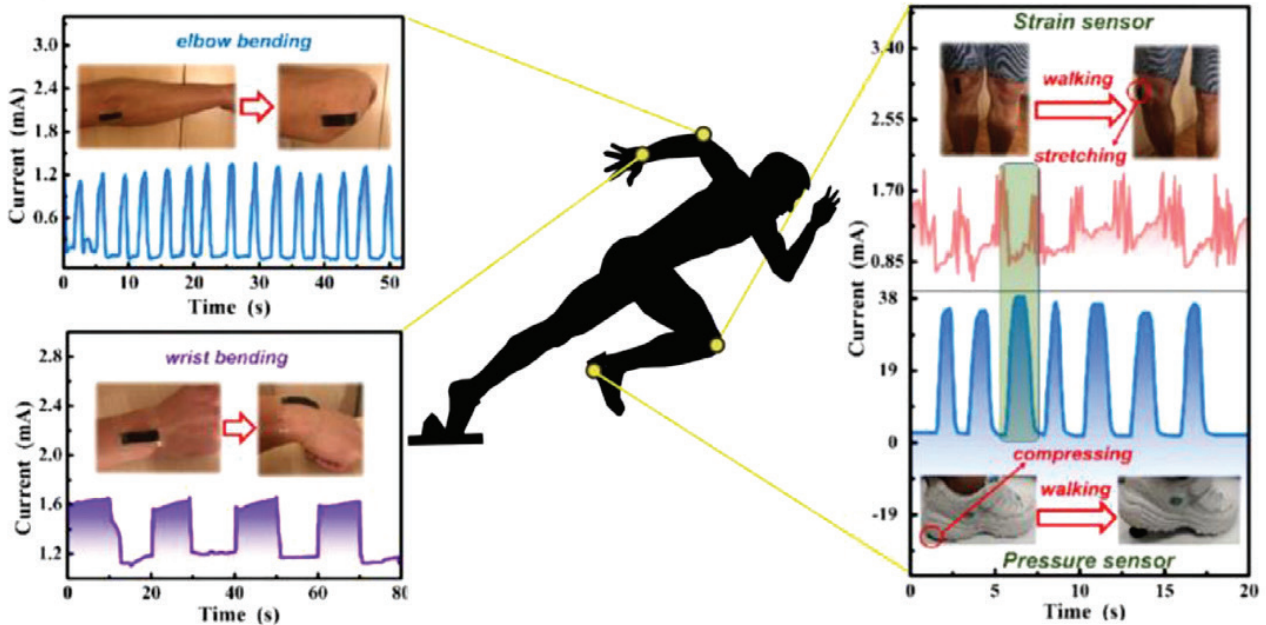 elbow bending
Current (mA)
3.0
2.4
1.8
1.2
0.6
0 10 20 30 40 50
Time (s)
wrist bending
Current (mA)
2.8
2.4
2.0
1.6
1.2
0 20 40 60 80
Time (s)
Strain sensor
walking
stretching
Current (mA)
3.40
2.55
1.70
0.85
38
19
0
-19
compressing
walking
Pressure sensor
0 5 10 15 20
Time (s)